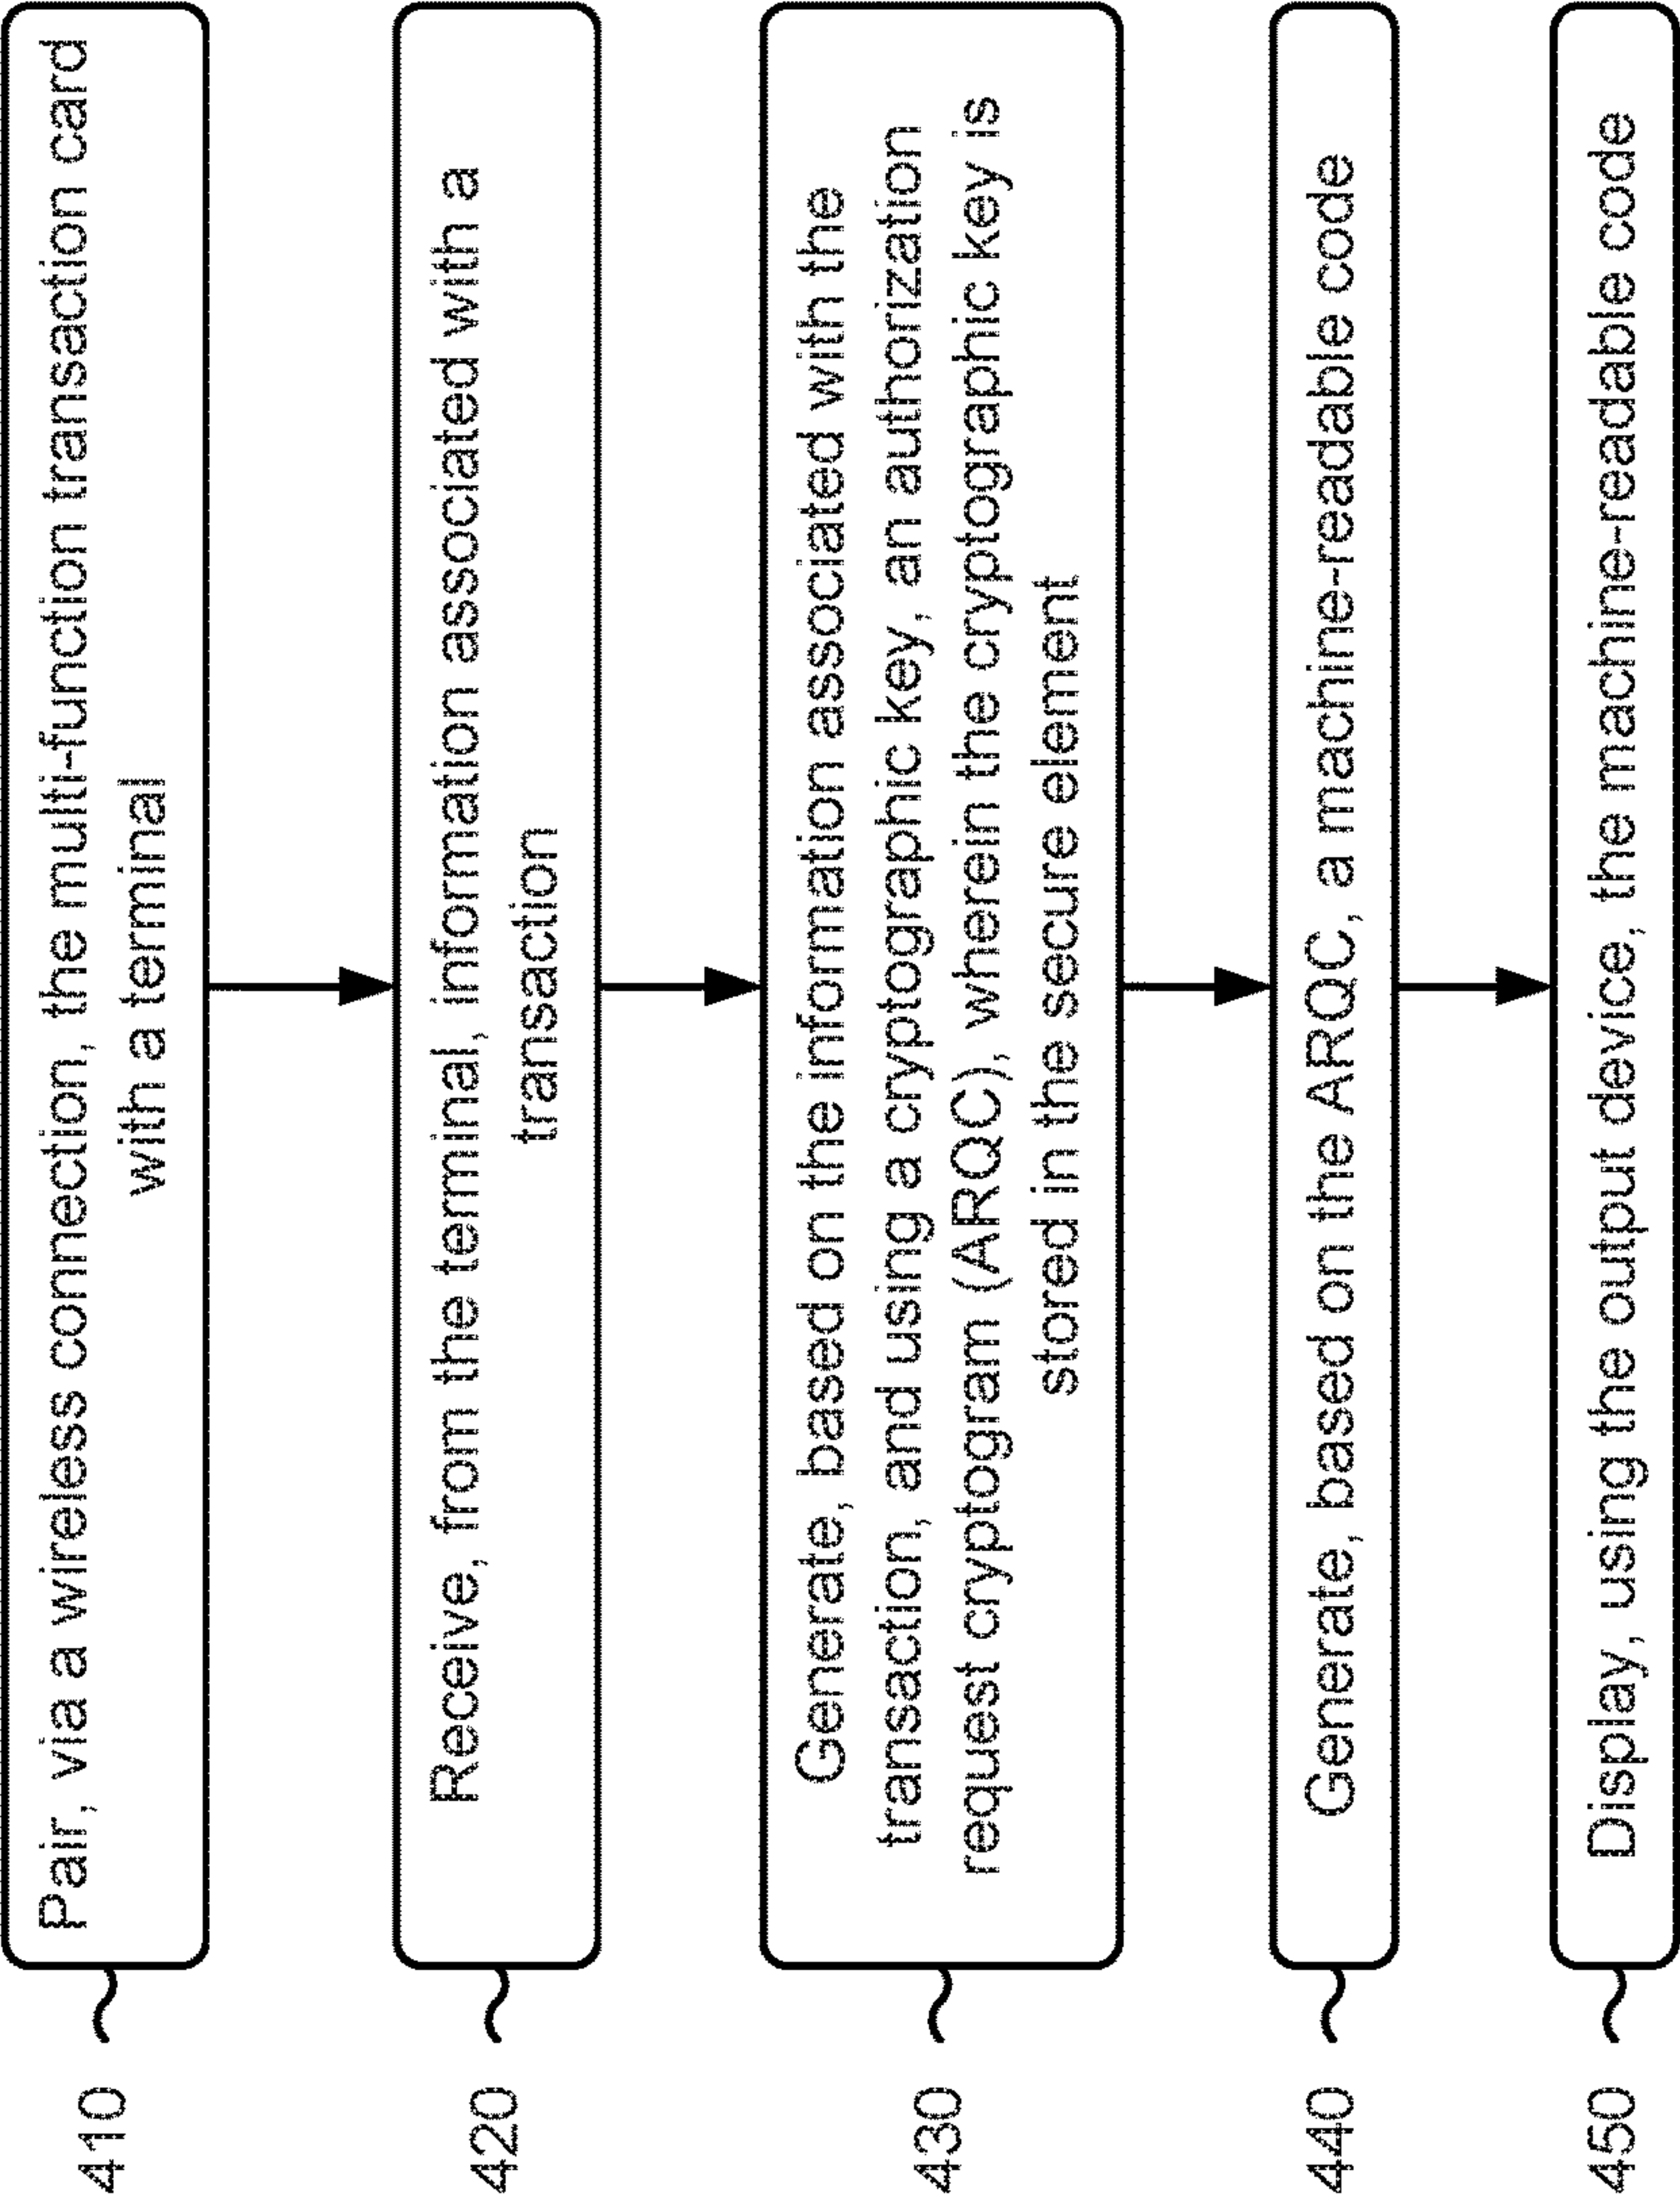 410
Pair, via a wireless connection, the multi-function transaction card
with a terminal
420
Receive, from the terminal, information associated with a
transaction
430
Generate, based on the information associated with the
transaction, and using a cryptographic key, an authorization
request cryptogram (ARQC), wherein the cryptographic key is
stored in the secure element
440
Generate, based on the ARQC, a machine-readable code
450
Display, using the output device, the machine-readable code